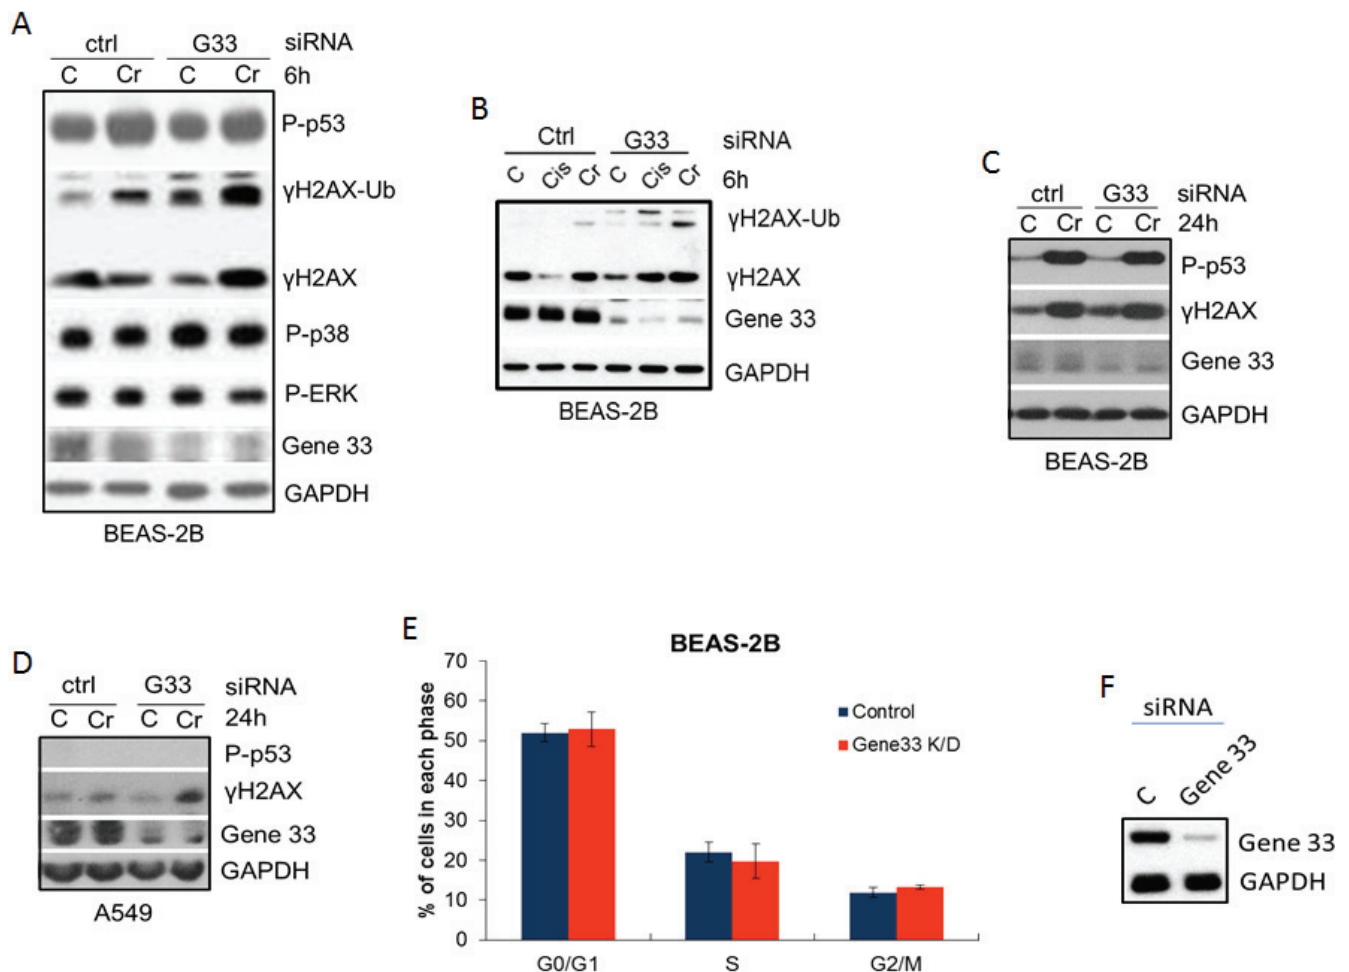 A
ctrl G33 siRNA
C Cr C Cr 6h
P-p53
γH2AX-Ub
γH2AX
P-p38
P-ERK
Gene 33
GAPDH
BEAS-2B
B
Ctrl G33 siRNA
C Cis Cr C Cis Cr 6h
γH2AX-Ub
γH2AX
Gene 33
GAPDH
BEAS-2B
C
ctrl G33 siRNA
C Cr C Cr 24h
P-p53
γH2AX
Gene 33
GAPDH
BEAS-2B
D
ctrl G33 siRNA
C Cr C Cr 24h
P-p53
γH2AX
Gene 33
GAPDH
A549
E
BEAS-2B
% of cells in each phase
70
60
50
40
30
20
10
0
Control
Gene33 K/D
G0/G1 S G2/M
F
siRNA
C Gene 33
Gene 33
GAPDH